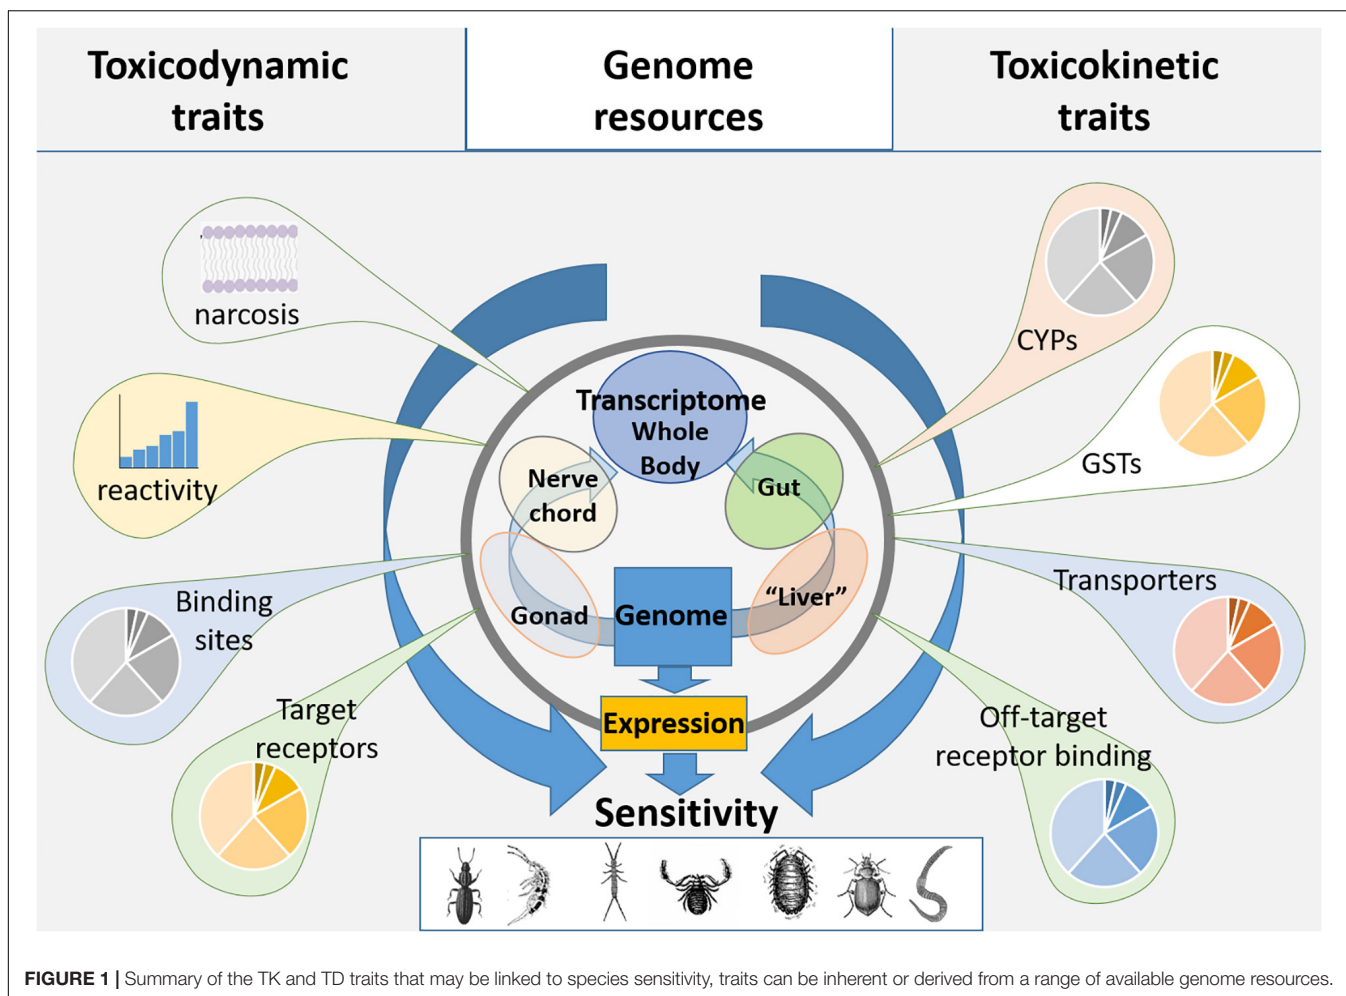 Toxicodynamic
traits
Genome
resources
Toxicokinetic
traits
narcosis
reactivity
Binding
sites
Target
receptors
Transcriptome
Whole
Body
Nerve
chord
Gut
Gonad
Genome
“Liver”
Expression
Sensitivity
CYPs
GSTs
Transporters
Off-target
receptor binding
FIGURE 1 | Summary of the TK and TD traits that may be linked to species sensitivity, traits can be inherent or derived from a range of available genome resources.